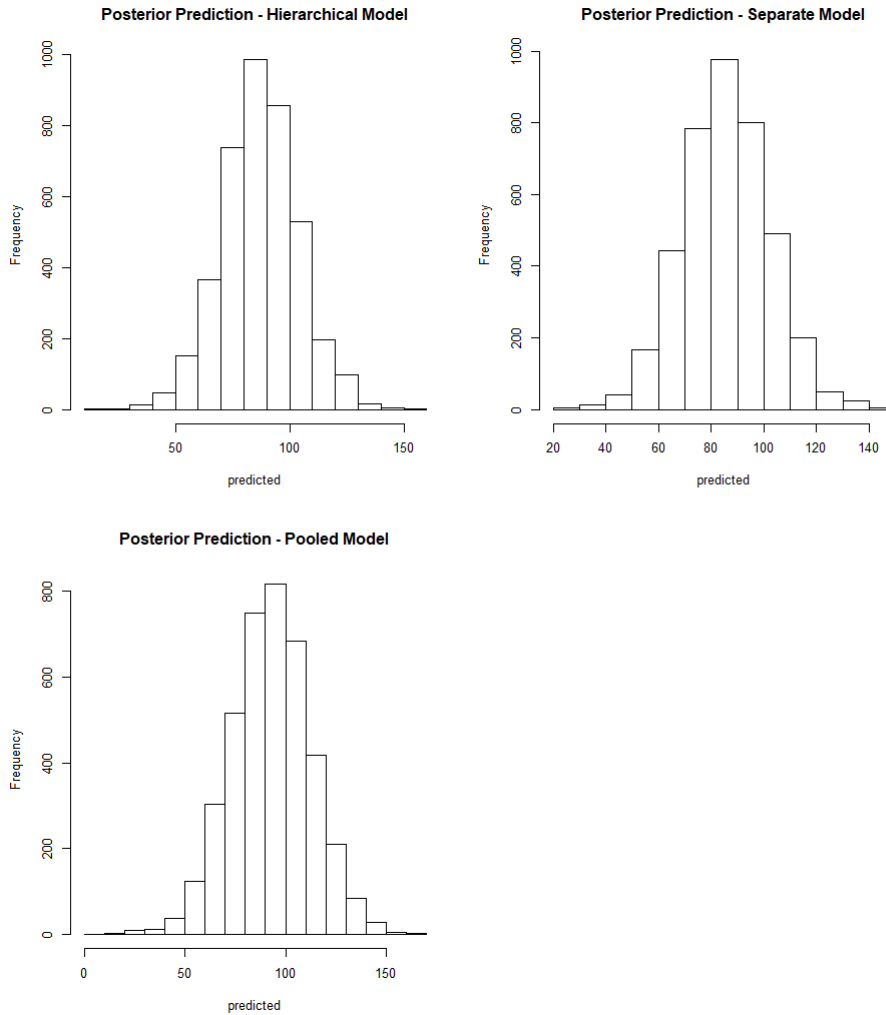 Posterior Prediction - Hierarchical Model
1000
800
600
400
200
0
Frequency
50 100 150
predicted
Posterior Prediction - Separate Model
1000
800
600
400
200
0
Frequency
20 40 60 80 100 120 140
predicted
Posterior Prediction - Pooled Model
800
600
400
200
0
Frequency
0 50 100 150
predicted